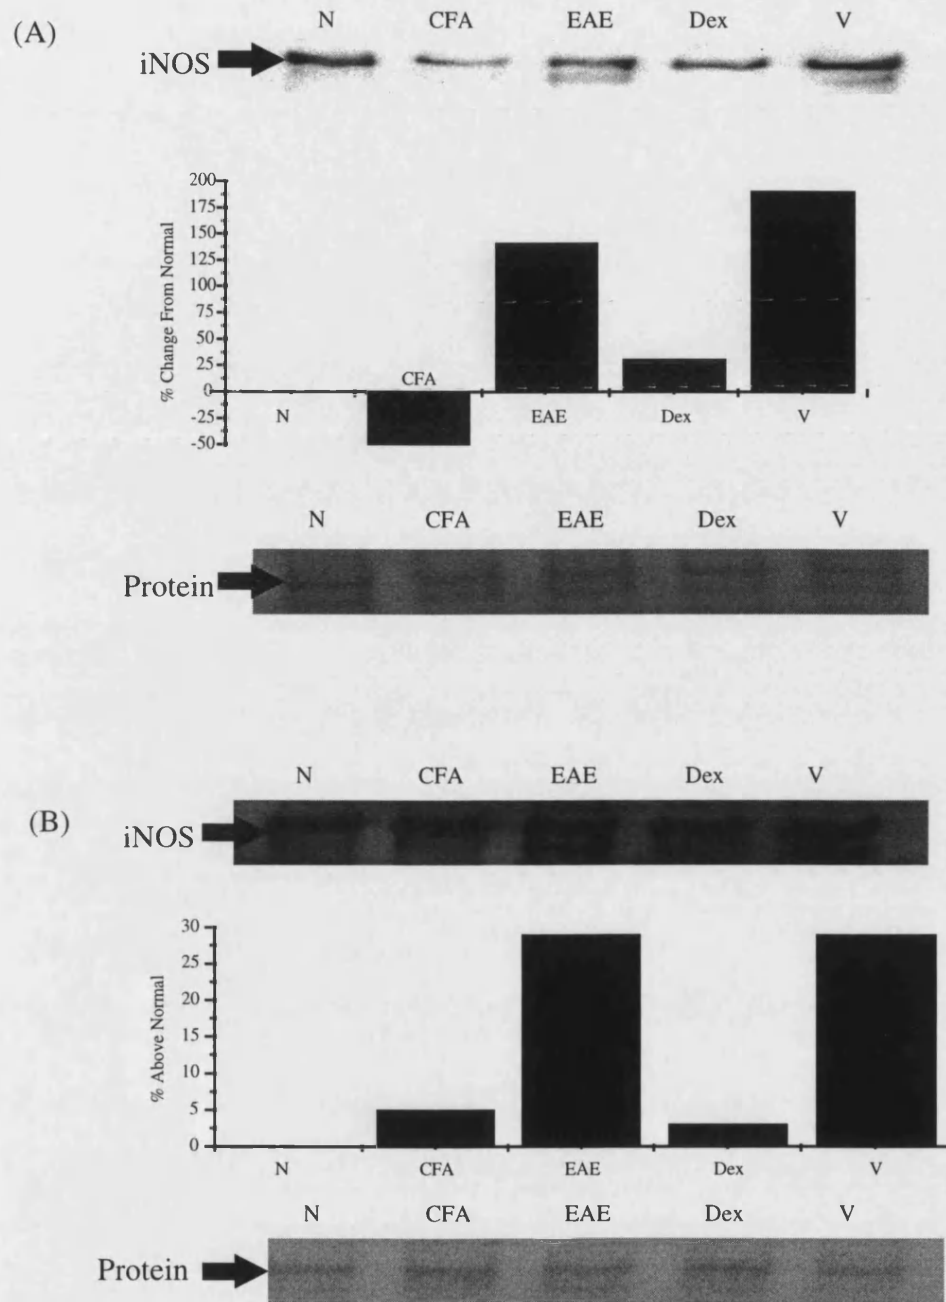 (A)
N CFA EAE Dex V
iNOS
% Change From Normal
200
175
150
125
100
75
50
25
0
-25
-50
N CFA EAE Dex V
N CFA EAE Dex V
Protein
(B)
N CFA EAE Dex V
iNOS
% Above Normal
30
25
20
15
10
5
0
N CFA EAE Dex V
N CFA EAE Dex V
Protein